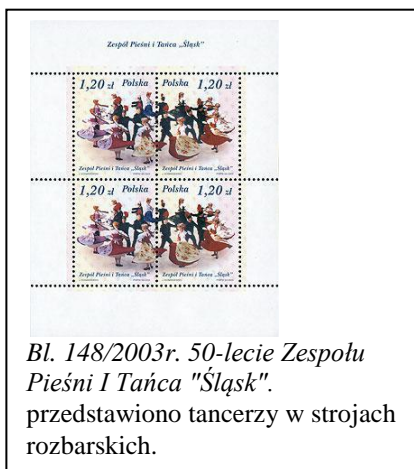 Zespół Pieśni i Tańca „Śląsk”
1,20 zł Polska Polska 1,20 zł
Zespół Pieśni i Tańca „Śląsk” Zespół Pieśni i Tańca „Śląsk”
1,20 zł Polska Polska 1,20 zł
Zespół Pieśni i Tańca „Śląsk” Zespół Pieśni i Tańca „Śląsk”
Bl. 148/2003r. 50-lecie Zespołu
Pieśni I Tańca "Śląsk".
przedstawiono tancerzy w strojach
rozbarskich.